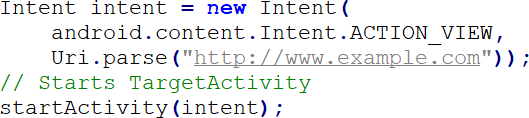 Intent intent = new Intent(
    android.content.Intent.ACTION_VIEW,
    Uri.parse("http://www.example.com"));
// Starts TargetActivity
startActivity(intent);